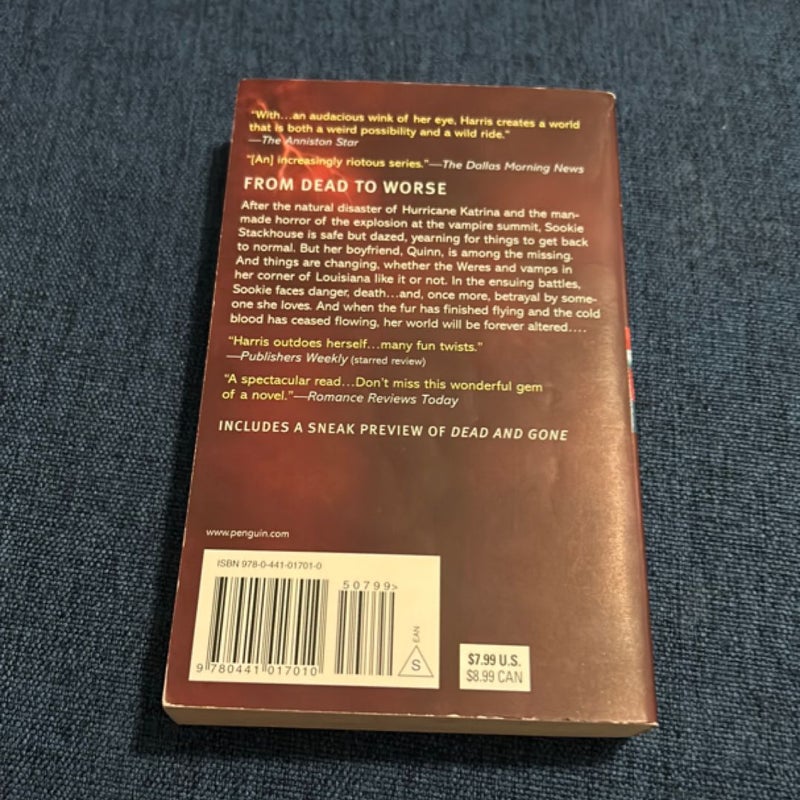 "With...an audacious wink of her eye, Harris creates a world
that is both a weird possibility and a wild ride."
—The Anniston Star
"[An] increasingly riotous series."—The Dallas Morning News
FROM DEAD TO WORSE
After the natural disaster of Hurricane Katrina and the man-
made horror of the explosion at the vampire summit, Sookie
Stackhouse is safe but dazed, yearning for things to get back
to normal. But her boyfriend, Quinn, is among the missing.
And things are changing, whether the Weres and vamps in
her corner of Louisiana like it or not. In the ensuing battles,
Sookie faces danger, death...and, once more, betrayal by some-
one she loves. And when the fur has finished flying and the cold
blood has ceased flowing, her world will be forever altered....
"Harris outdoes herself...many fun twists."
—Publishers Weekly (starred review)
"A spectacular read...Don't miss this wonderful gem
of a novel."—Romance Reviews Today
INCLUDES A SNEAK PREVIEW OF DEAD AND GONE
www.penguin.com
ISBN 978-0-441-01701-0
50799>
9 780441 017010
EAN
S
$7.99 U.S.
$8.99 CAN